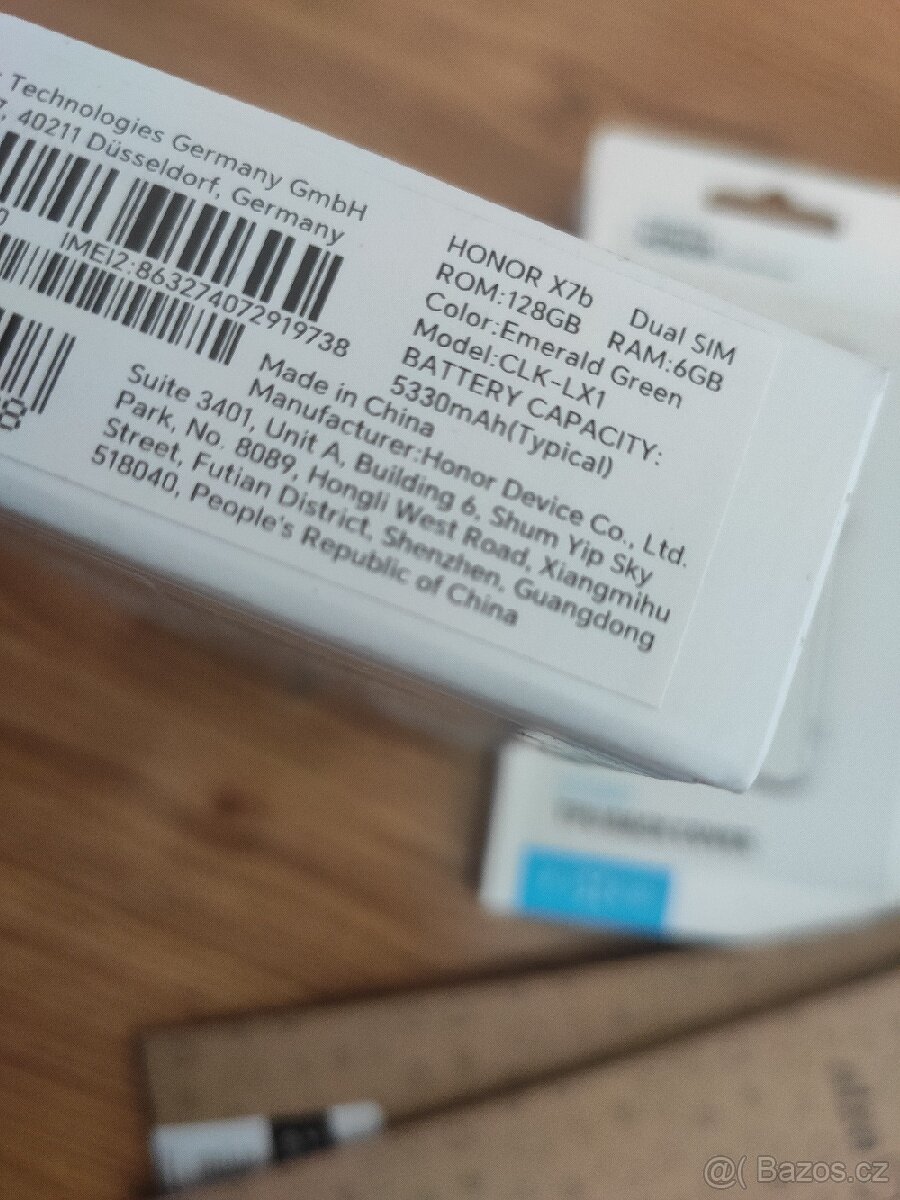 Technologies Germany GmbH
7, 40211 Düsseldorf, Germany
IMEI2:863274072919738
HONOR X7b Dual SIM
ROM:128GB RAM:6GB
Color:Emerald Green
Model:CLK-LX1
BATTERY CAPACITY:
5330mAh(Typical)
Made in China
Manufacturer:Honor Device Co., Ltd.
Suite 3401, Unit A, Building 6, Shum Yip Sky
Park, No. 8089, Hongli West Road, Xiangmihu
Street, Futian District, Shenzhen, Guangdong
518040, People's Republic of China
@( Bazos.cz